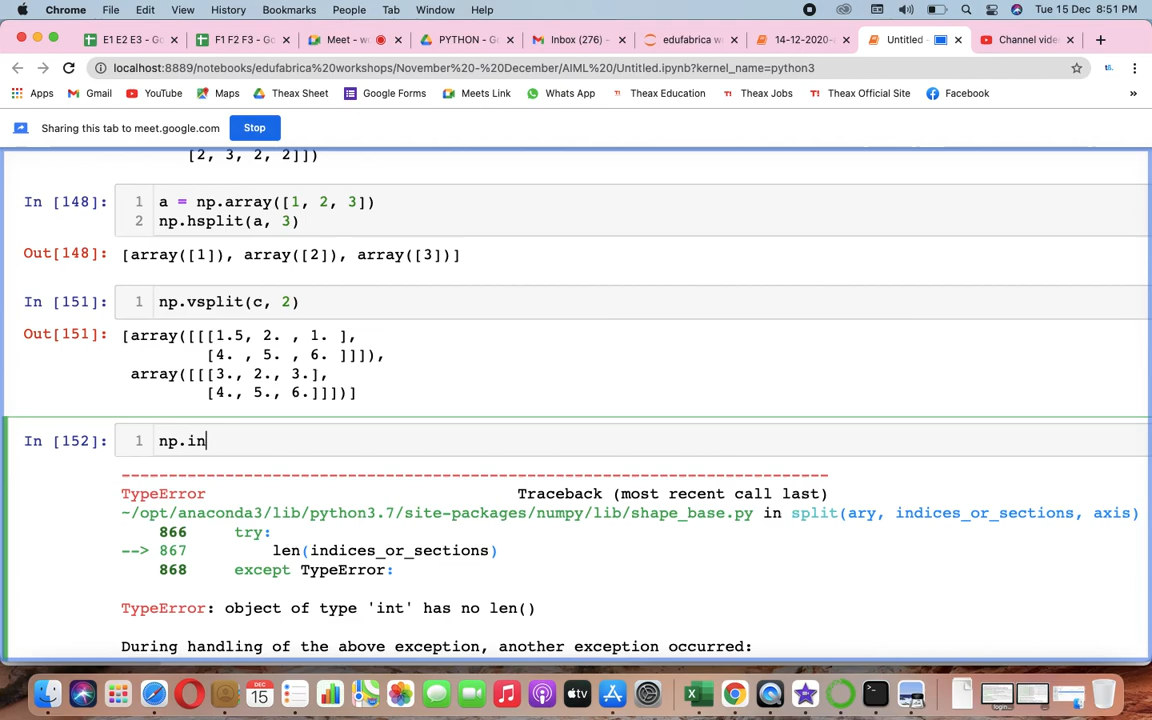 Chrome File Edit View History Bookmarks People Tab Window Help Tue 15 Dec 8:51 PM
E1 E2 E3 - Go F1 F2 F3 - Goo Meet - wo PYTHON - Go Inbox (276) - edufabrica wo 14-12-2020- Untitled Channel video
localhost:8889/notebooks/edufabrica%20workshops/November%20-%20December/AIML%20/Untitled.ipynb?kernel_name=python3
Apps Gmail YouTube Maps Theax Sheet Google Forms Meets Link Whats App Theax Education Theax Jobs Theax Official Site Facebook »
Sharing this tab to meet.google.com Stop
[2, 3, 2, 2]])
In [148]: 1 a = np.array([1, 2, 3])
2 np.hsplit(a, 3)
Out[148]: [array([1]), array([2]), array([3])]
In [151]: 1 np.vsplit(c, 2)
Out[151]: [array([[[1.5, 2. , 1. ],
[4. , 5. , 6. ]]]),
array([[[3., 2., 3.],
[4., 5., 6.]]])]
In [152]: 1 np.in
---------------------------------------------------------------------------
TypeError Traceback (most recent call last)
~/opt/anaconda3/lib/python3.7/site-packages/numpy/lib/shape_base.py in split(ary, indices_or_sections, axis)
866 try:
--> 867 len(indices_or_sections)
868 except TypeError:
TypeError: object of type 'int' has no len()
During handling of the above exception, another exception occurred:
DEC
15
tv